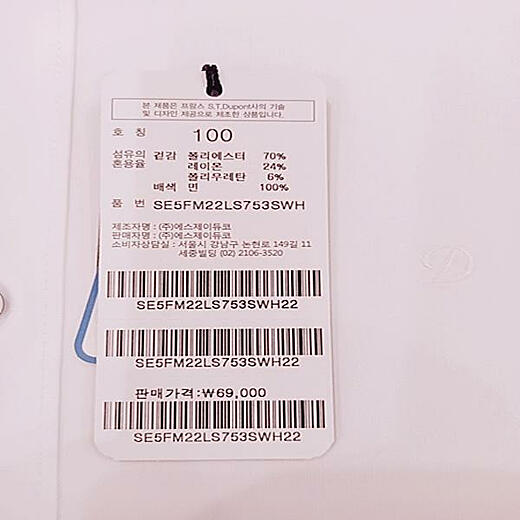 본 제품은 프랑스 S.T.Dupont사의 기술
및 디자인 제공으로 제조한 상품입니다.
호 칭 100
섬유의 겉감 폴리에스터 70%
혼용율 레이온 24%
폴리우레탄 6%
배색 면 100%
품 번 SE5FM22LS753SWH
제조자명 : (주)에스제이듀코
판매자명 : (주)에스제이듀코
소비자상담실 : 서울시 강남구 논현로 149길 11
세중빌딩 (02) 2106-3520
SE5FM22LS753SWH22
SE5FM22LS753SWH22
판매가격:₩69,000
SE5FM22LS753SWH22
D